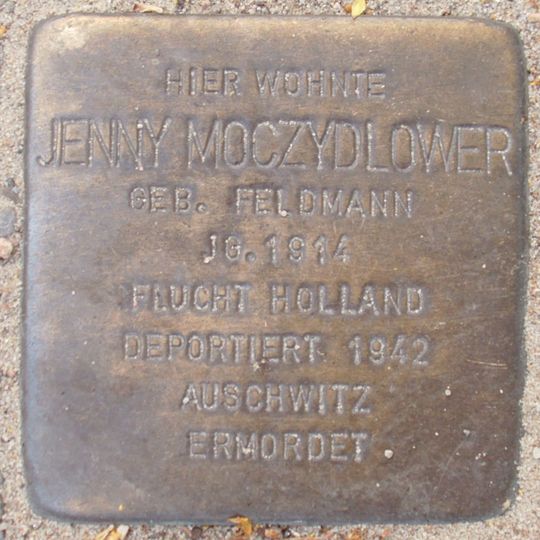 HIER WOHNTE
JENNY MOCZYDLOWER
GEB. FELDMANN
JG. 1914
FLUCHT HOLLAND
DEPORTIERT 1942
AUSCHWITZ
ERMORDET